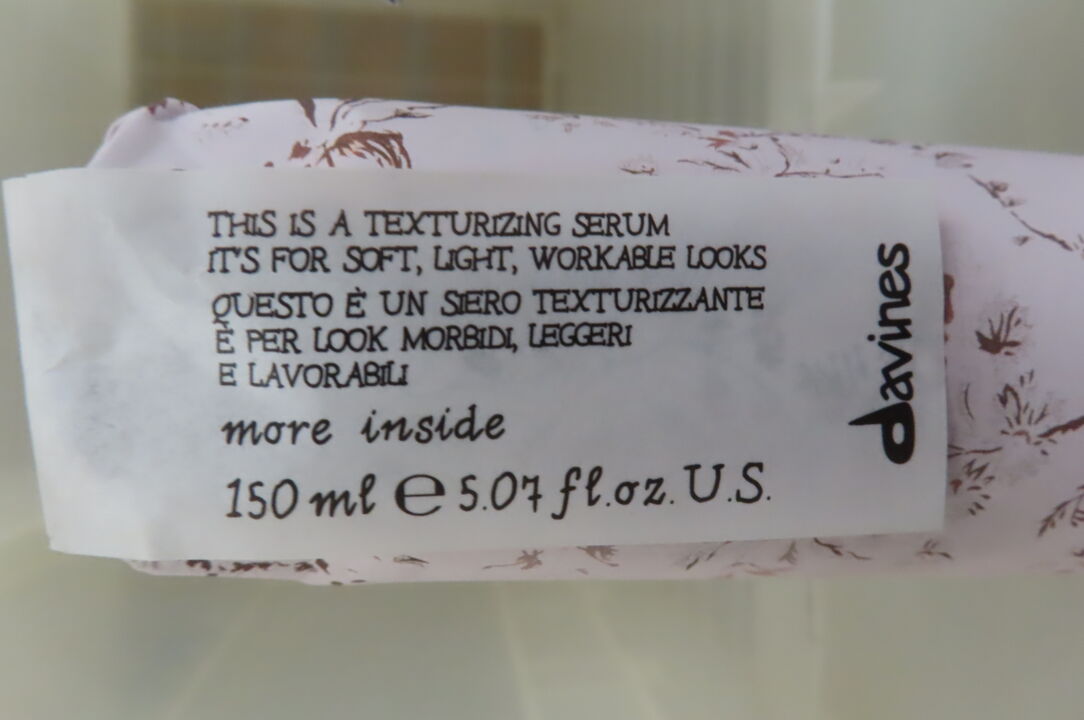 THIS IS A TEXTURIZING SERUM
IT'S FOR SOFT, LIGHT, WORKABLE LOOKS
QUESTO È UN SIERO TEXTURIZZANTE
È PER LOOK MORBIDI, LEGGERI
E LAVORABILI
more inside
150 ml ℮ 5.07 fl.oz. U.S.
davines